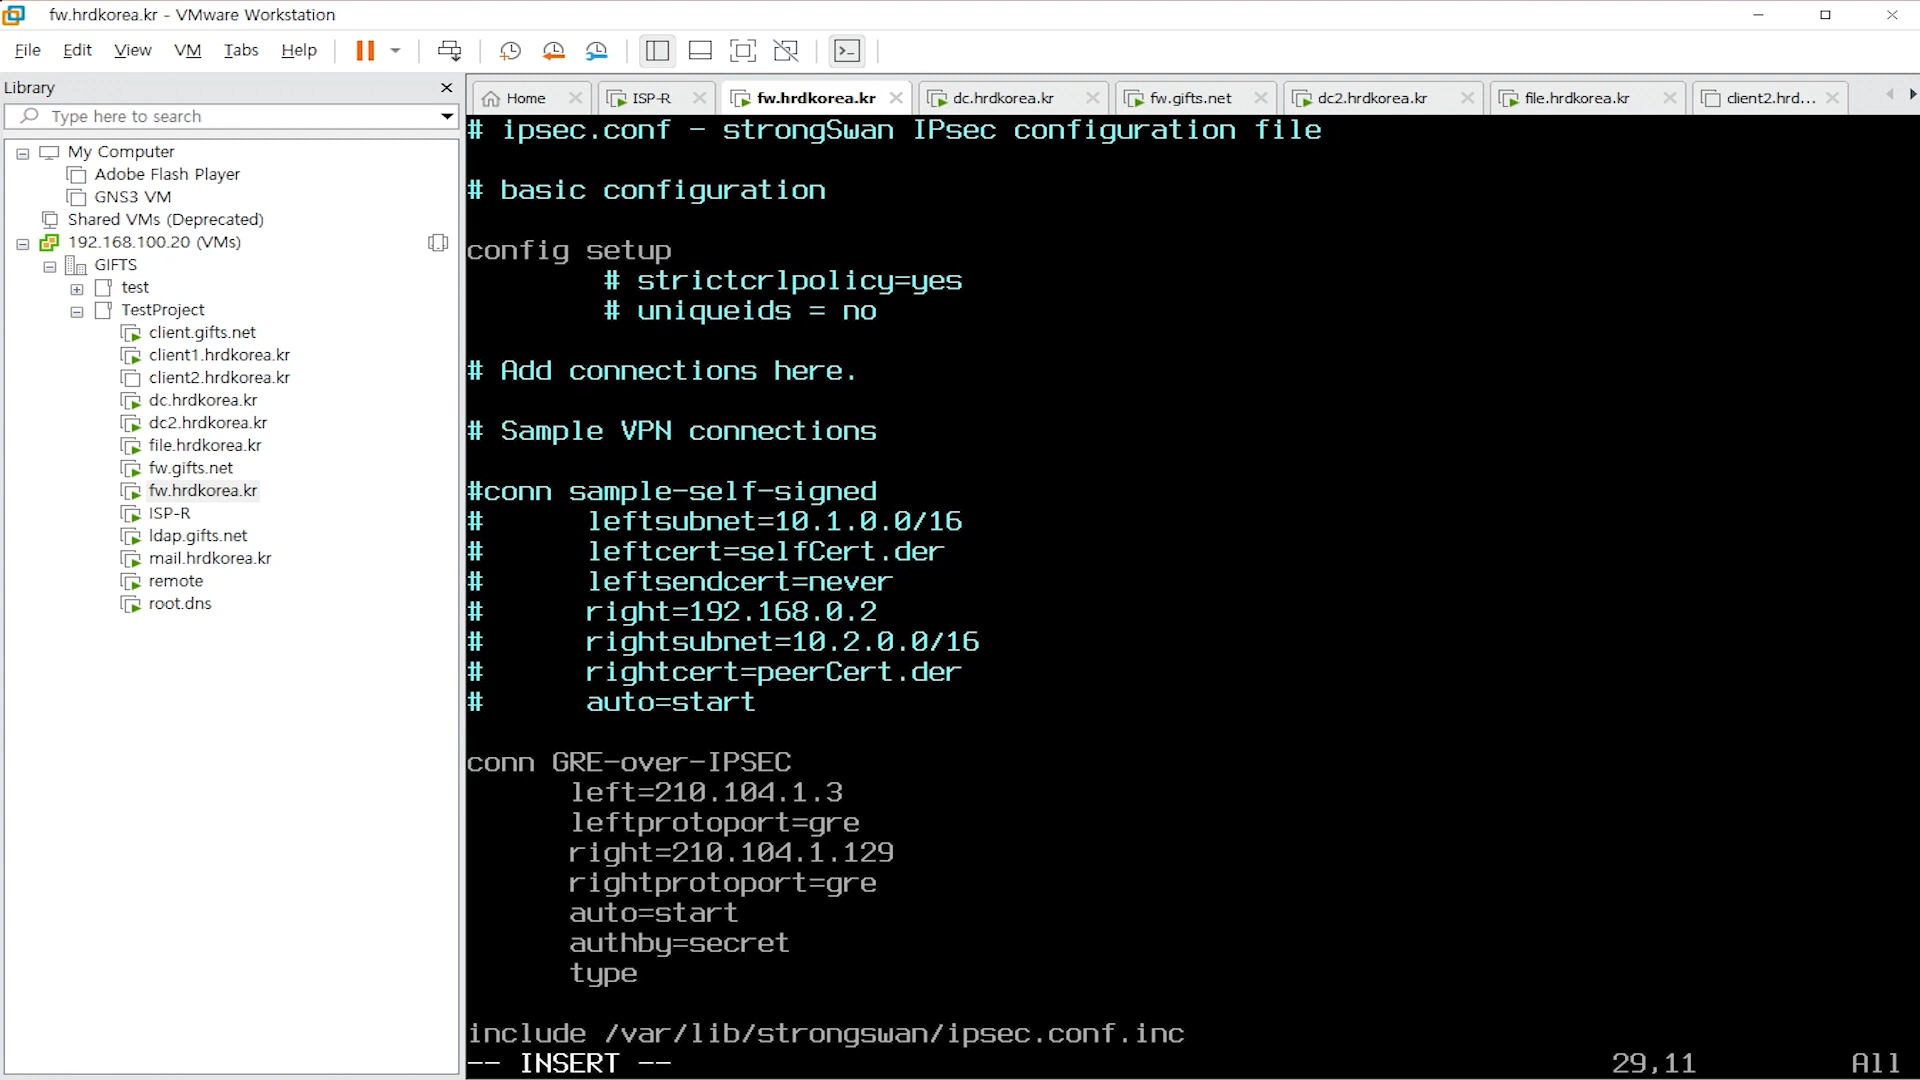 fw.hrdkorea.kr - VMware Workstation
File Edit View VM Tabs Help
Library
Type here to search
My Computer
Adobe Flash Player
GNS3 VM
Shared VMs (Deprecated)
192.168.100.20 (VMs)
GIFTS
test
TestProject
client.gifts.net
client1.hrdkorea.kr
client2.hrdkorea.kr
dc.hrdkorea.kr
dc2.hrdkorea.kr
file.hrdkorea.kr
fw.gifts.net
fw.hrdkorea.kr
ISP-R
ldap.gifts.net
mail.hrdkorea.kr
remote
root.dns
Home ISP-R fw.hrdkorea.kr dc.hrdkorea.kr fw.gifts.net dc2.hrdkorea.kr file.hrdkorea.kr client2.hrd...
# ipsec.conf - strongSwan IPsec configuration file
# basic configuration
config setup
# strictcrlpolicy=yes
# uniqueids = no
# Add connections here.
# Sample VPN connections
#conn sample-self-signed
# leftsubnet=10.1.0.0/16
# leftcert=selfCert.der
# leftsendcert=never
# right=192.168.0.2
# rightsubnet=10.2.0.0/16
# rightcert=peerCert.der
# auto=start
conn GRE-over-IPSEC
left=210.104.1.3
leftprotoport=gre
right=210.104.1.129
rightprotoport=gre
auto=start
authby=secret
type
include /var/lib/strongswan/ipsec.conf.inc
-- INSERT -- 29,11 All